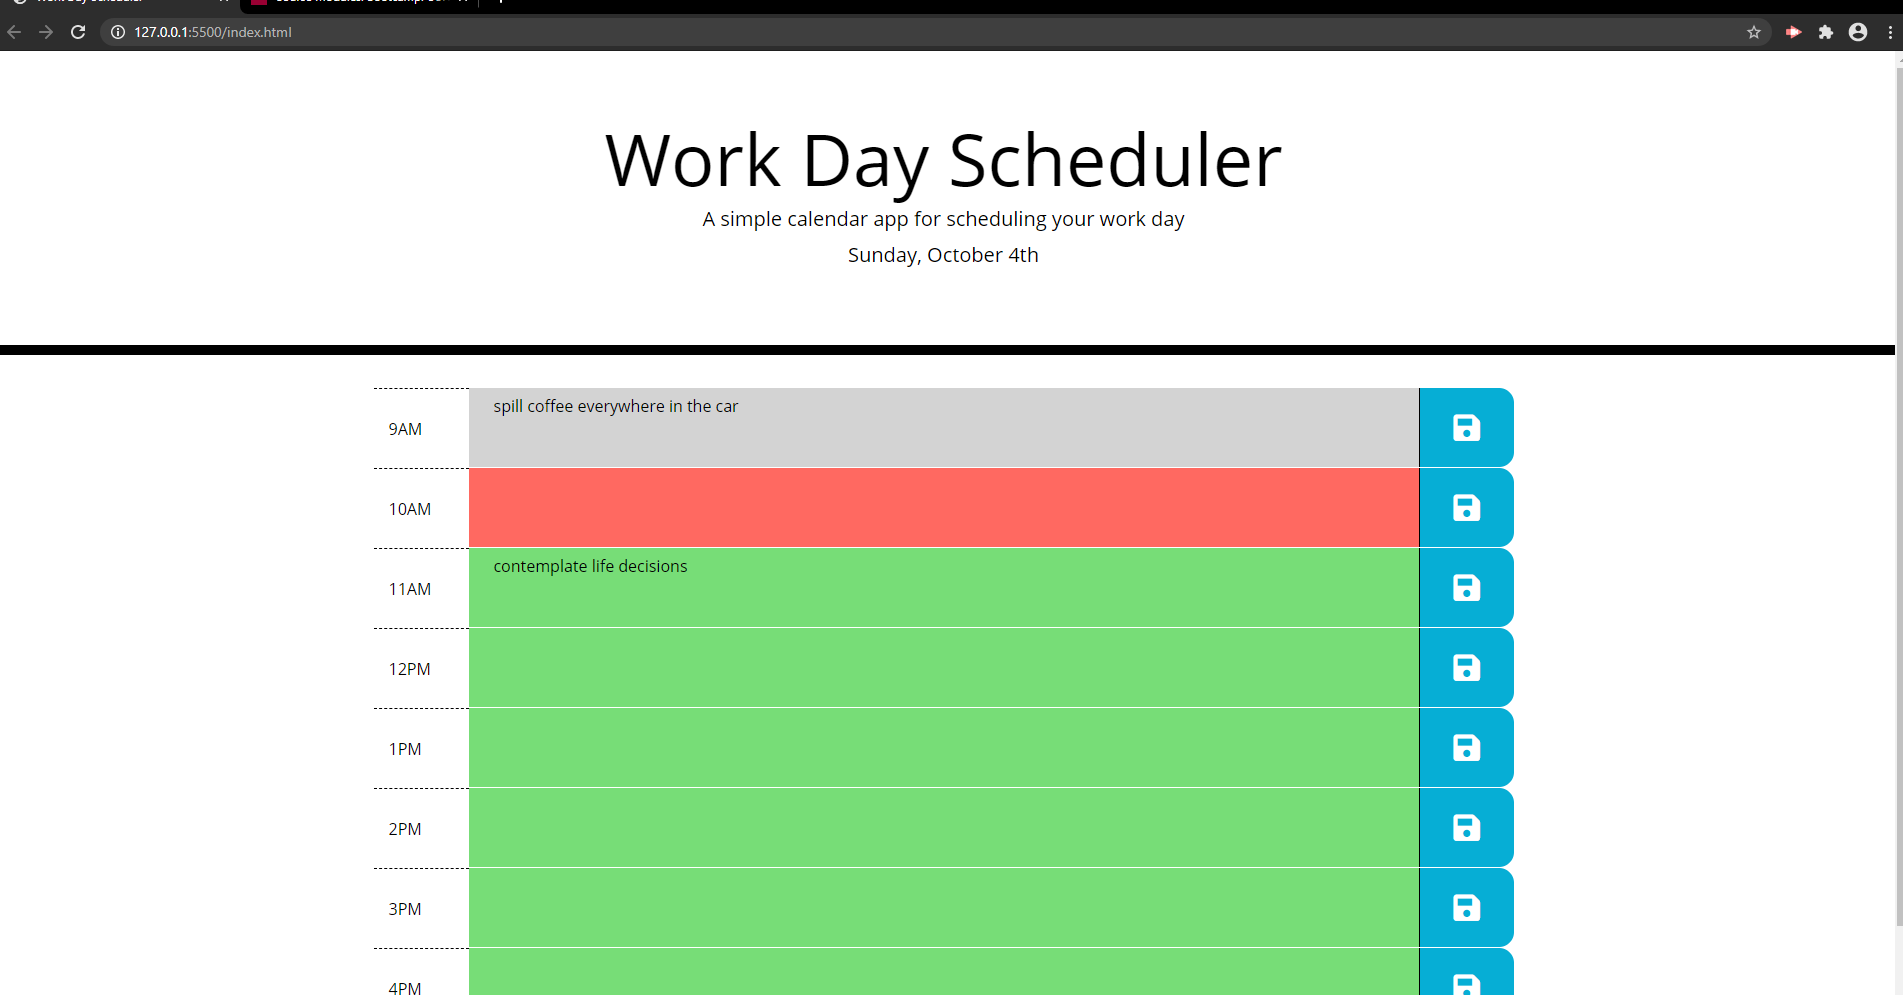 127.0.0.1:5500/index.html
Work Day Scheduler
A simple calendar app for scheduling your work day
Sunday, October 4th
9AM
spill coffee everywhere in the car
10AM
11AM
contemplate life decisions
12PM
1PM
2PM
3PM
4PM